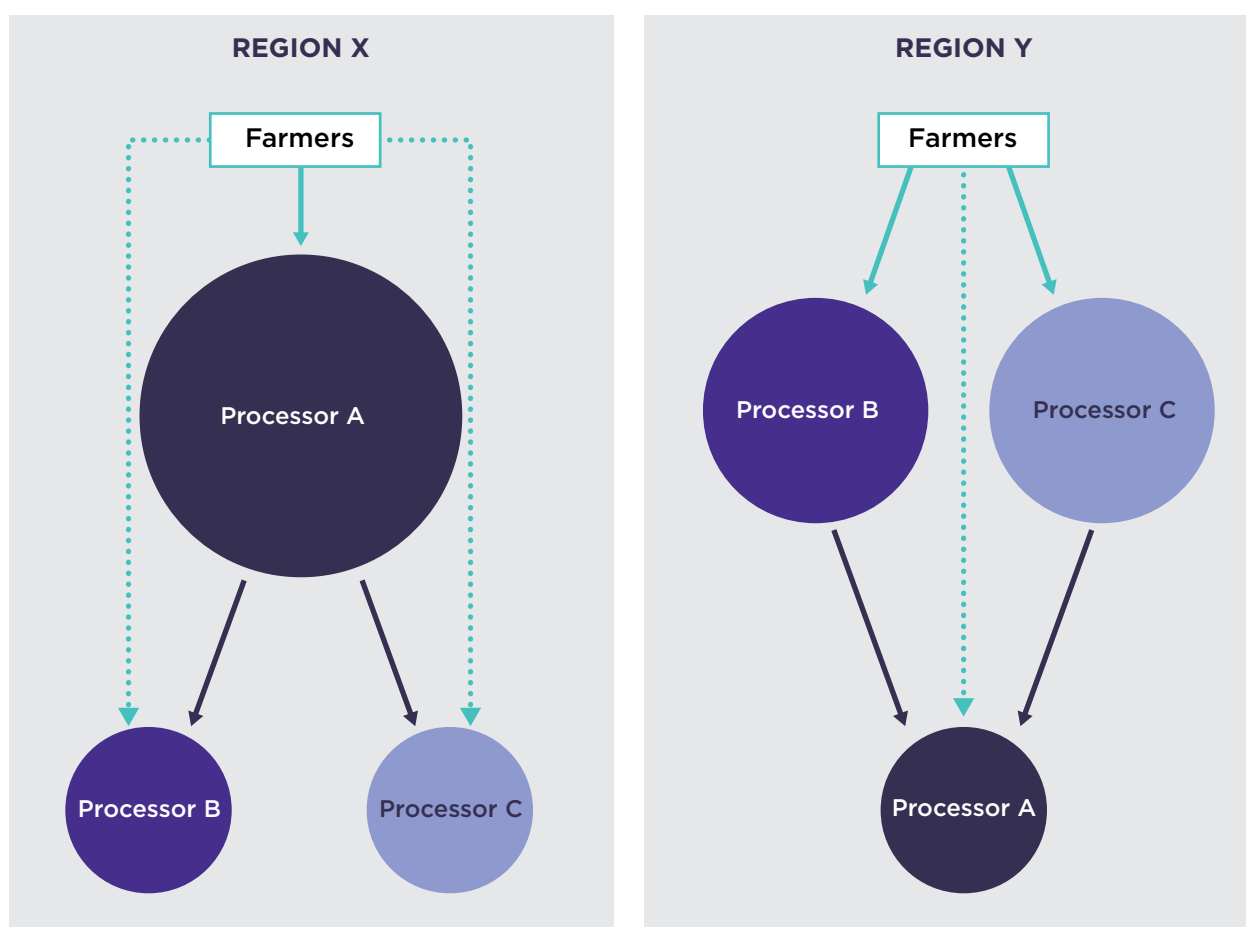 REGION X
Farmers
Processor A
Processor B
Processor C
REGION Y
Farmers
Processor B
Processor C
Processor A